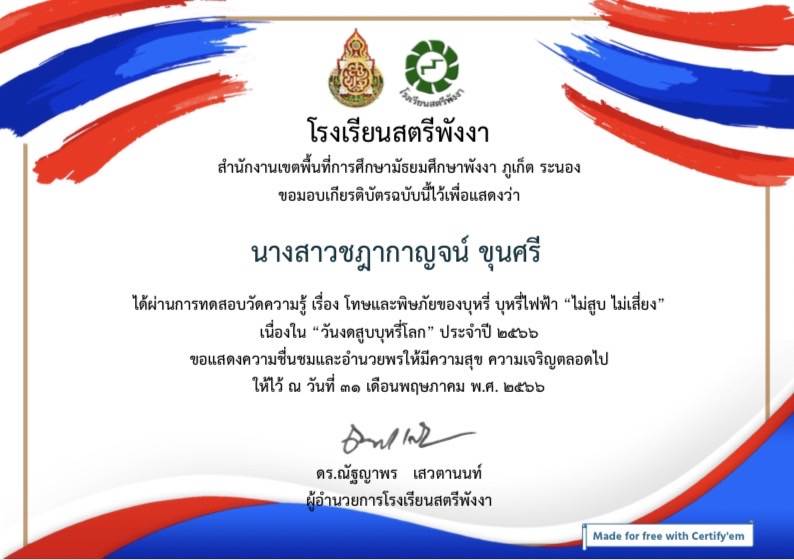 โรงเรียนสตรีพังงา
โรงเรียนสตรีพังงา
สำนักงานเขตพื้นที่การศึกษามัธยมศึกษาพังงา ภูเก็ต ระนอง
ขอมอบเกียรติบัตรฉบับนี้ไว้เพื่อแสดงว่า
นางสาวชฎากาญจน์ ขุนศรี
ได้ผ่านการทดสอบวัดความรู้ เรื่อง โทษและพิษภัยของบุหรี่ บุหรี่ไฟฟ้า “ไม่สูบ ไม่เสี่ยง”
เนื่องใน “วันงดสูบบุหรี่โลก” ประจำปี ๒๕๖๖
ขอแสดงความชื่นชมและอำนวยพรให้มีความสุข ความเจริญตลอดไป
ให้ไว้ ณ วันที่ ๓๑ เดือนพฤษภาคม พ.ศ. ๒๕๖๖
ดร.ณัฐญาพร เสวตานนท์
ผู้อำนวยการโรงเรียนสตรีพังงา
Made for free with Certify'em